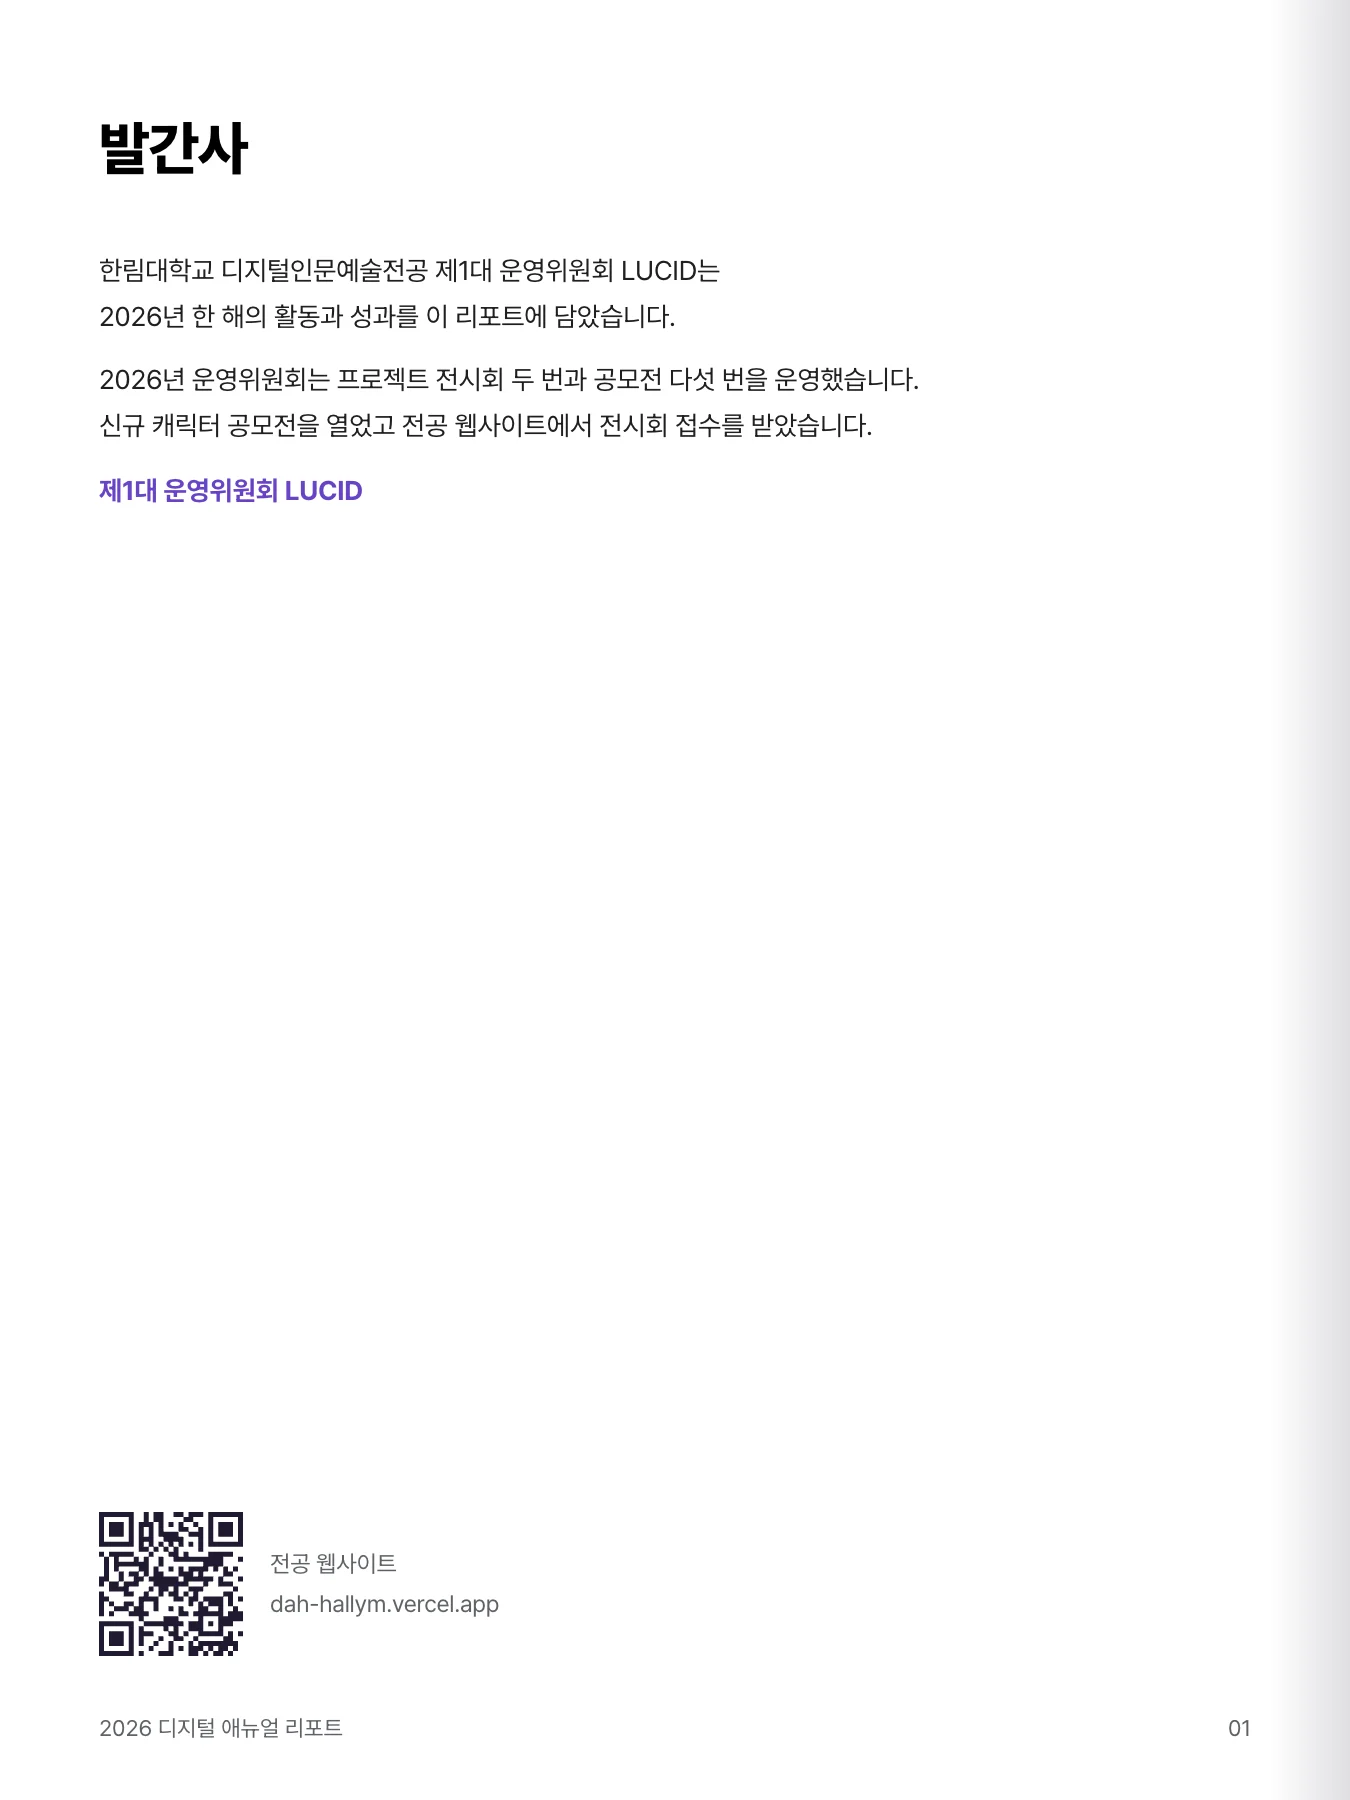 발간사
한림대학교 디지털인문예술전공 제1대 운영위원회 LUCID는
2026년 한 해의 활동과 성과를 이 리포트에 담았습니다.
2026년 운영위원회는 프로젝트 전시회 두 번과 공모전 다섯 번을 운영했습니다.
신규 캐릭터 공모전을 열었고 전공 웹사이트에서 전시회 접수를 받았습니다.
제1대 운영위원회 LUCID
전공 웹사이트
dah-hallym.vercel.app
2026 디지털 애뉴얼 리포트
01